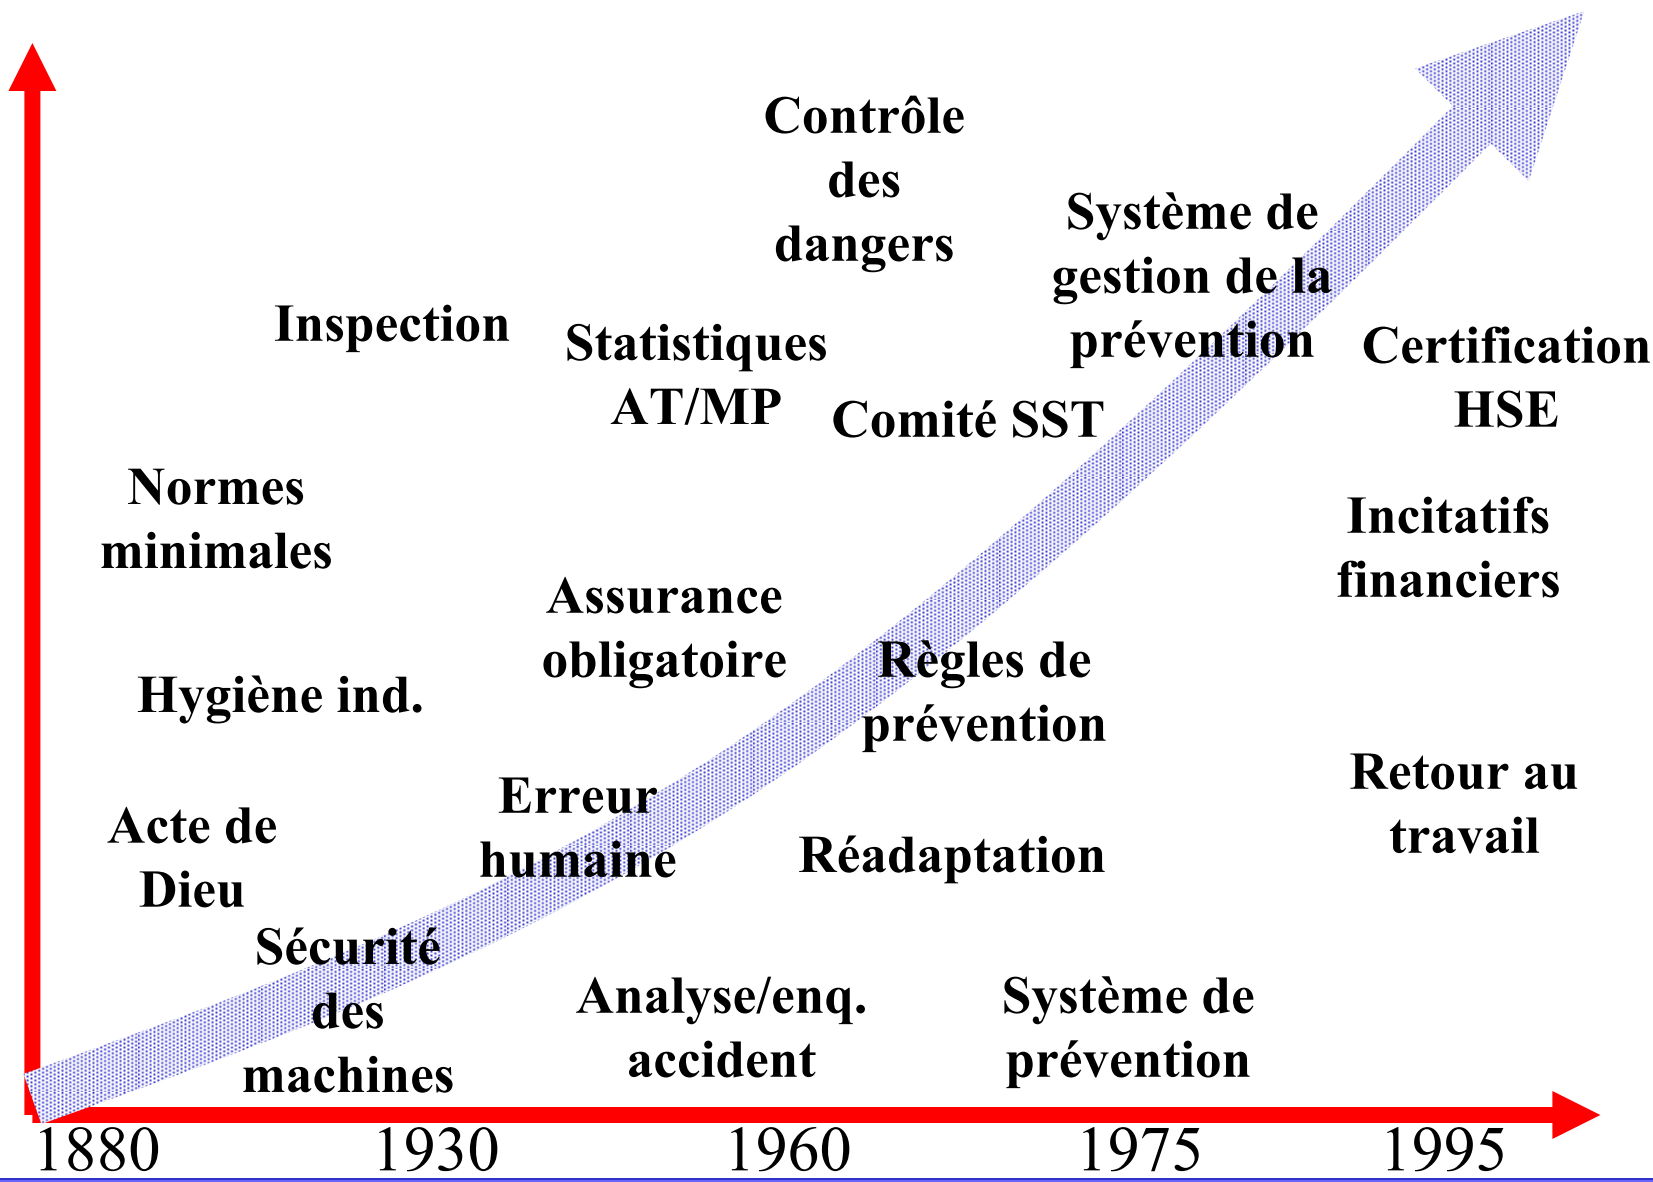 Contrôle
des
dangers
Système de
gestion de la
prévention
Inspection
Statistiques
AT/MP
Certification
HSE
Comité SST
Normes
minimales
Incitatifs
financiers
Assurance
obligatoire
Règles de
prévention
Hygiène ind.
Retour au
travail
Erreur
humaine
Acte de
Dieu
Réadaptation
Sécurité
des
machines
Analyse/enq.
accident
Système de
prévention
1880 1930 1960 1975 1995